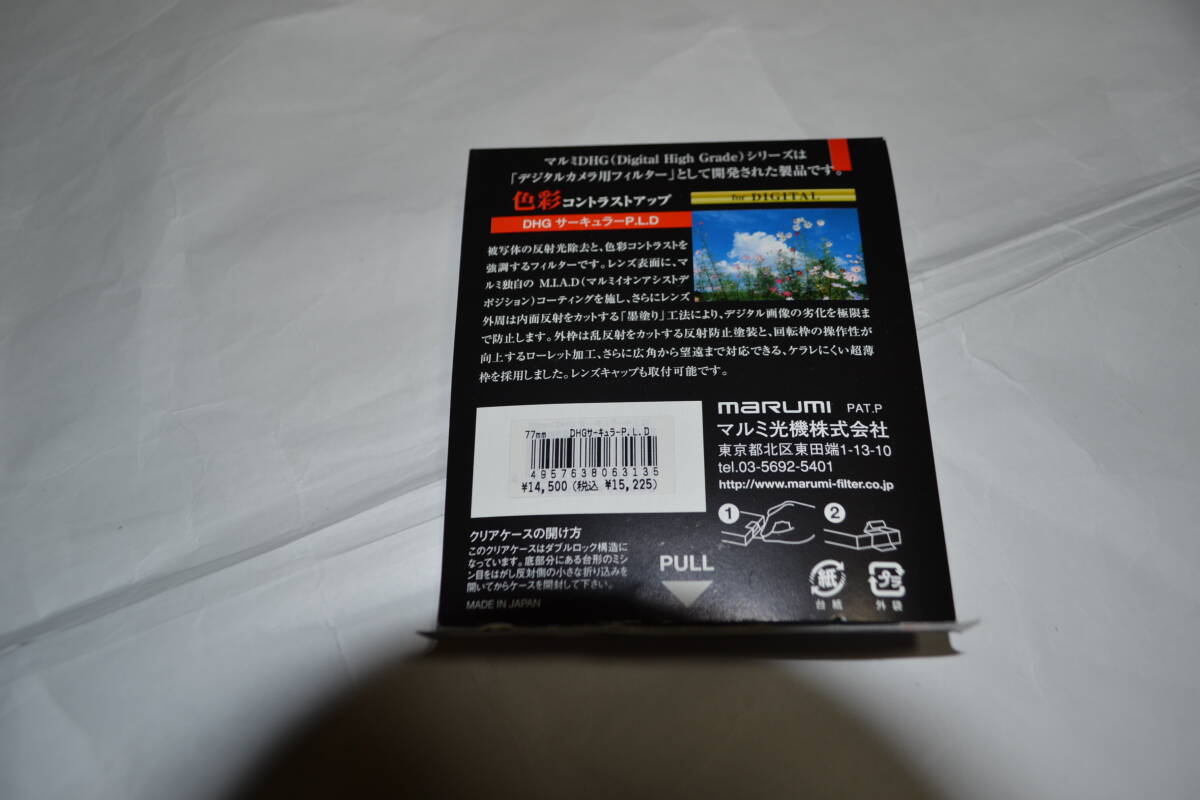 マルミDHG(Digital High Grade)シリーズは
「デジタルカメラ用フィルター」として開発された製品です。
色彩コントラストアップ
for DIGITAL
DHG サーキュラーP.L.D
被写体の反射光除去と、色彩コントラストを
強調するフィルターです。レンズ表面に、マ
ルミ独自の M.I.A.D(マルミイオンアシストデ
ポジション)コーティングを施し、さらにレンズ
外周は内面反射をカットする「墨塗り」工法により、デジタル画像の劣化を極限ま
で防止します。外枠は乱反射をカットする反射防止塗装と、回転枠の操作性が
向上するローレット加工、さらに広角から望遠まで対応できる、ケラレにくい超薄
枠を採用しました。レンズキャップも取付可能です。
77mm DHGサーキュラーP.L.D
4957638063135
¥14,500(税込 ¥15,225)
marumi PAT.P
マルミ光機株式会社
東京都北区東田端1-13-10
tel.03-5692-5401
http://www.marumi-filter.co.jp
1 2
クリアケースの開け方
このクリアケースはダブルロック構造に
なっています。底部分にある台形のミシ
ン目をはがし反対側の小さな折り込みを
開いてからケースを開封して下さい。
MADE IN JAPAN
PULL
紙
台紙
プラ
外袋